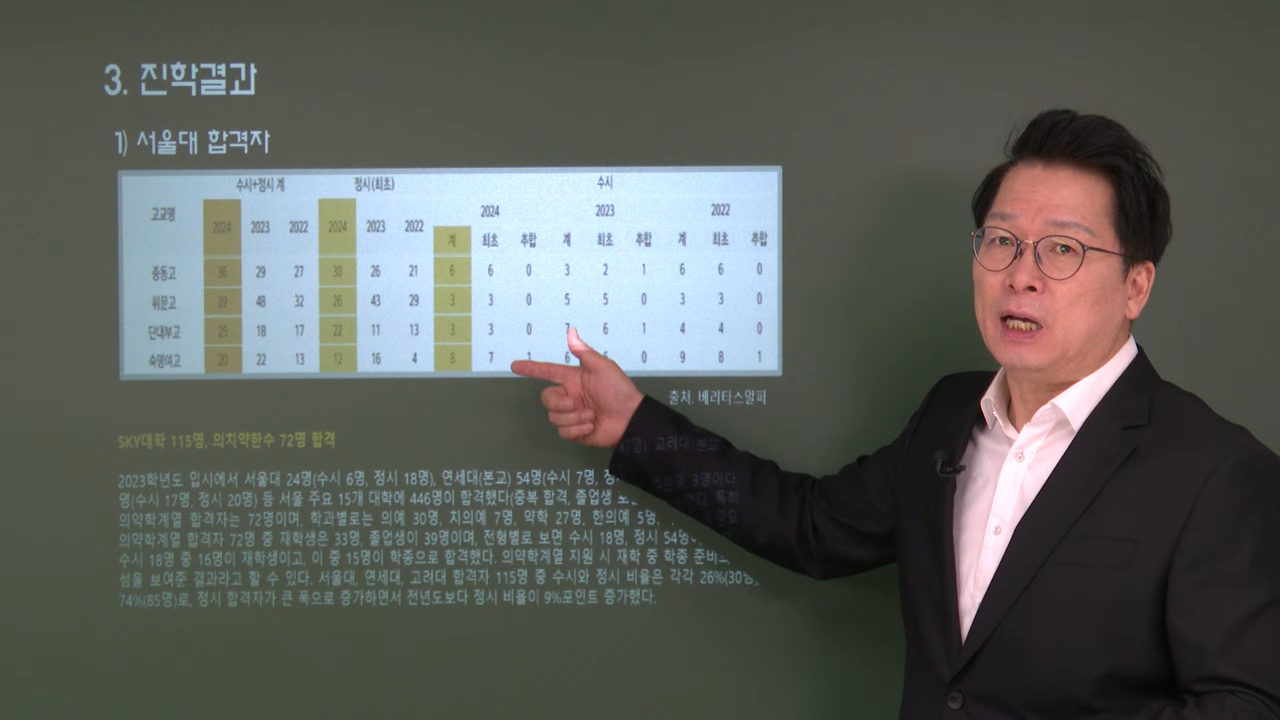 3. 진학결과
1) 서울대 합격자
수시+정시 계 정시(최초) 수시
고교명 2024 2023 2022 2024 2023 2022 2024 2023 2022
계 최초 추합 계 최초 추합 계 최초 추합
중동고 36 29 27 30 26 21 6 6 0 3 2 1 6 6 0
휘문고 29 48 32 26 43 29 3 3 0 5 5 0 3 3 0
단대부고 25 18 17 22 11 13 3 3 0 7 6 1 4 4 0
숙명여고 20 22 13 12 16 4 8 7 1 6 0 9 8 1
출처. 베리타스알파
SKY대학 115명, 의치약한수 72명 합격
2023학년도 입시에서 서울대 24명(수시 6명, 정시 18명), 연세대(본교) 54명(수시 7명, 고려대(본교)
명(수시 17명, 정시 20명) 등 서울 주요 15개 대학에 446명이 합격했다(중복 합격, 졸업생
의약학계열 합격자는 72명이며, 학과별로는 의예 30명, 치의예 7명, 약학 27명, 한의예 5명,
의약학계열 합격자 72명 중 재학생은 33명, 졸업생이 39명이며, 전형별로 보면 수시 18명, 정시 54명
수시 18명 중 16명이 재학생이고, 이 중 15명이 학종으로 합격했다. 의약학계열 지원 시 재학 중 학종
성을 보여준 결과라고 할 수 있다. 서울대, 연세대, 고려대 합격자 115명 중 수시와 정시 비율은 각각 26%(30명),
74%(85명)로, 정시 합격자가 큰 폭으로 증가하면서 전년도보다 정시 비율이 9%포인트 증가했다.